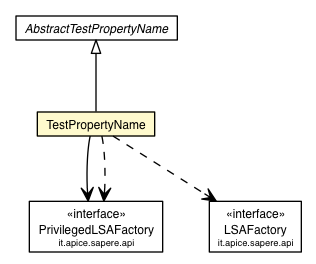 AbstractTestPropertyName
TestPropertyName
«interface»
PrivilegedLSAFactory
it.apice.sapere.api
«interface»
LSAFactory
it.apice.sapere.api